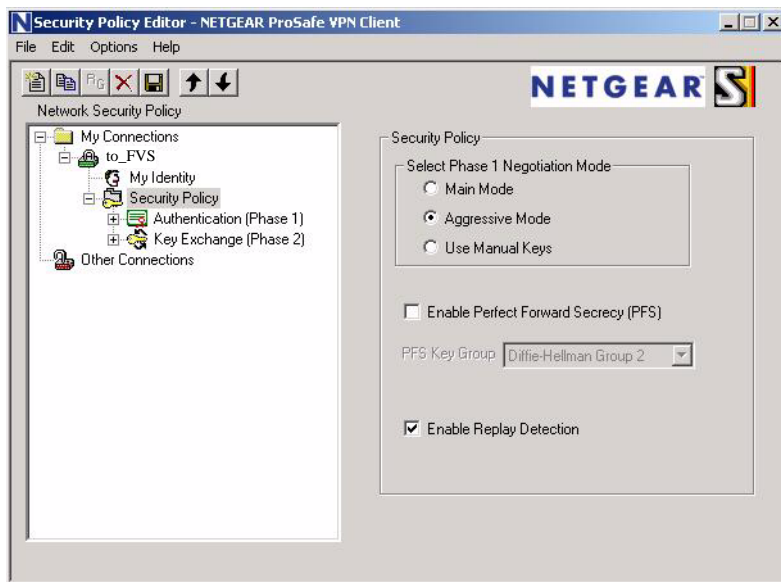 Security Policy Editor - NETGEAR ProSafe VPN Client
File Edit Options Help
NETGEAR
Network Security Policy
My Connections
to_FVS
My Identity
Security Policy
Authentication (Phase 1)
Key Exchange (Phase 2)
Other Connections
Security Policy
Select Phase 1 Negotiation Mode
Main Mode
Aggressive Mode
Use Manual Keys
Enable Perfect Forward Secrecy (PFS)
PFS Key Group Diffie-Hellman Group 2
Enable Replay Detection